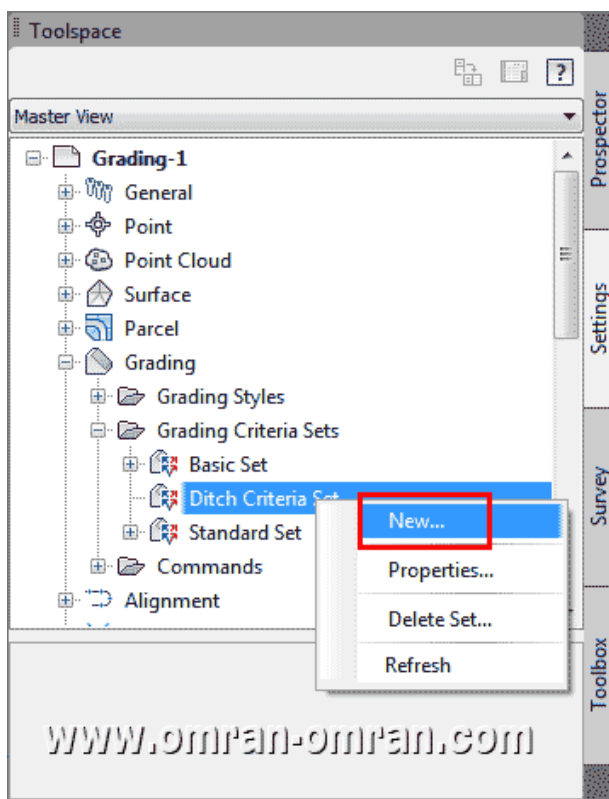 Toolspace
?
Master View
Grading-1
General
Point
Point Cloud
Surface
Parcel
Grading
Grading Styles
Grading Criteria Sets
Basic Set
Ditch Criteria Set
Standard Set
Commands
Alignment
New...
Properties...
Delete Set...
Refresh
Prospector
Settings
Survey
Toolbox
www.omran-omran.com